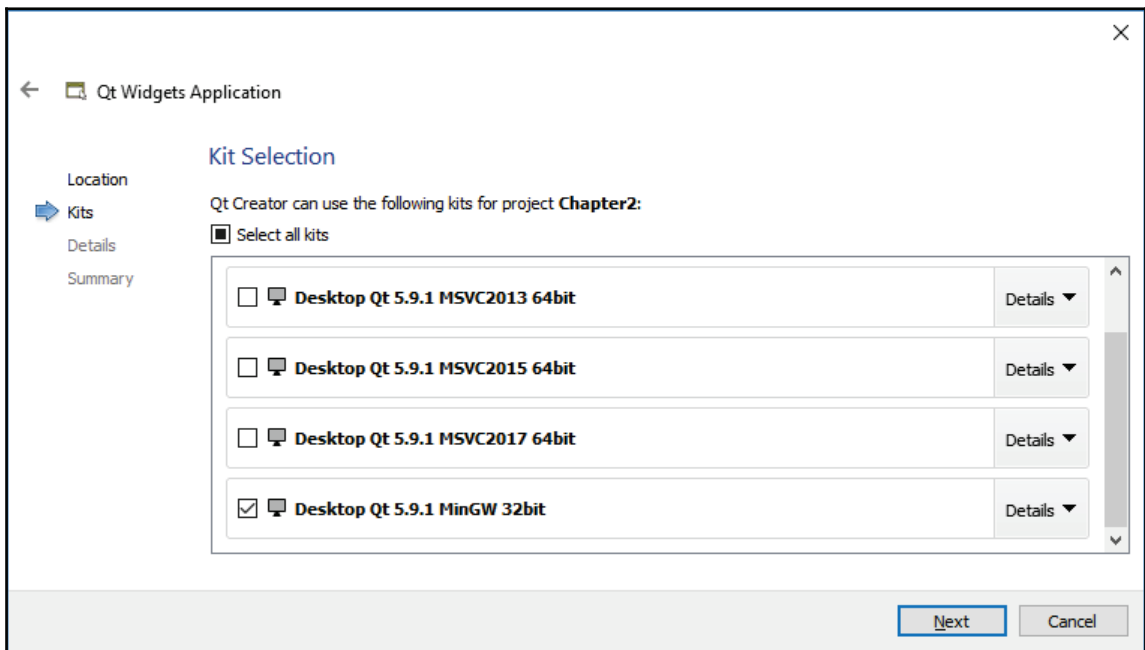 Qt Widgets Application
Kit Selection
Location
Kits
Details
Summary
Qt Creator can use the following kits for project Chapter2:
Select all kits
Desktop Qt 5.9.1 MSVC2013 64bit Details
Desktop Qt 5.9.1 MSVC2015 64bit Details
Desktop Qt 5.9.1 MSVC2017 64bit Details
Desktop Qt 5.9.1 MinGW 32bit Details
Next Cancel